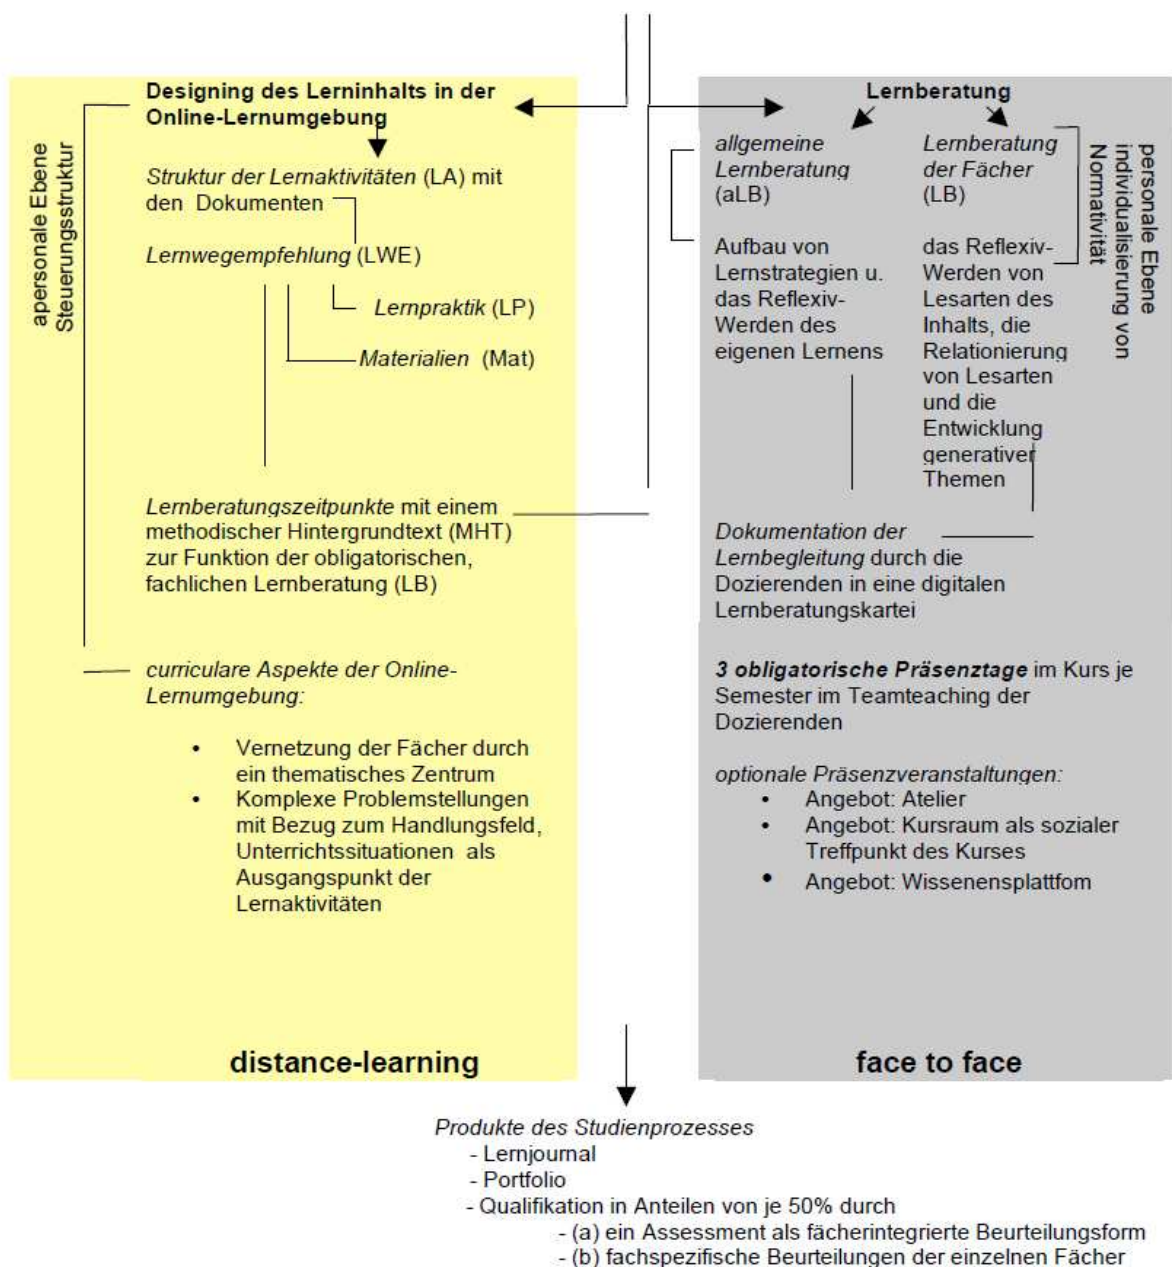 Designing des Lerninhalts in der
Online-Lernumgebung
apersonale Ebene
Steuerungsstruktur
Struktur der Lernaktivitäten (LA) mit
den Dokumenten
Lernwegempfehlung (LWE)
Lernpraktik (LP)
Materialien (Mat)
Lernberatungszeitpunkte mit einem
methodischer Hintergrundtext (MHT)
zur Funktion der obligatorischen,
fachlichen Lernberatung (LB)
curriculare Aspekte der Online-
Lernumgebung:
• Vernetzung der Fächer durch
ein thematisches Zentrum
• Komplexe Problemstellungen
mit Bezug zum Handlungsfeld,
Unterrichtssituationen als
Ausgangspunkt der
Lernaktivitäten
distance-learning
Lernberatung
allgemeine
Lernberatung
(aLB)
Aufbau von
Lernstrategien u.
das Reflexiv-
Werden des
eigenen Lernens
Lernberatung
der Fächer
(LB)
das Reflexiv-
Werden von
Lesarten des
Inhalts, die
Relationierung
von Lesarten
und die
Entwicklung
generativer
Themen
personale Ebene
individualisierung von
Normativität
Dokumentation der
Lernbegleitung durch die
Dozierenden in eine digitalen
Lernberatungskartei
3 obligatorische Präsenztage im Kurs je
Semester im Teamteaching der
Dozierenden
optionale Präsenzveranstaltungen:
• Angebot: Atelier
• Angebot: Kursraum als sozialer
Treffpunkt des Kurses
• Angebot: Wissenensplattfom
face to face
Produkte des Studienprozesses
- Lernjournal
- Portfolio
- Qualifikation in Anteilen von je 50% durch
- (a) ein Assessment als fächerintegrierte Beurteilungsform
- (b) fachspezifische Beurteilungen der einzelnen Fächer